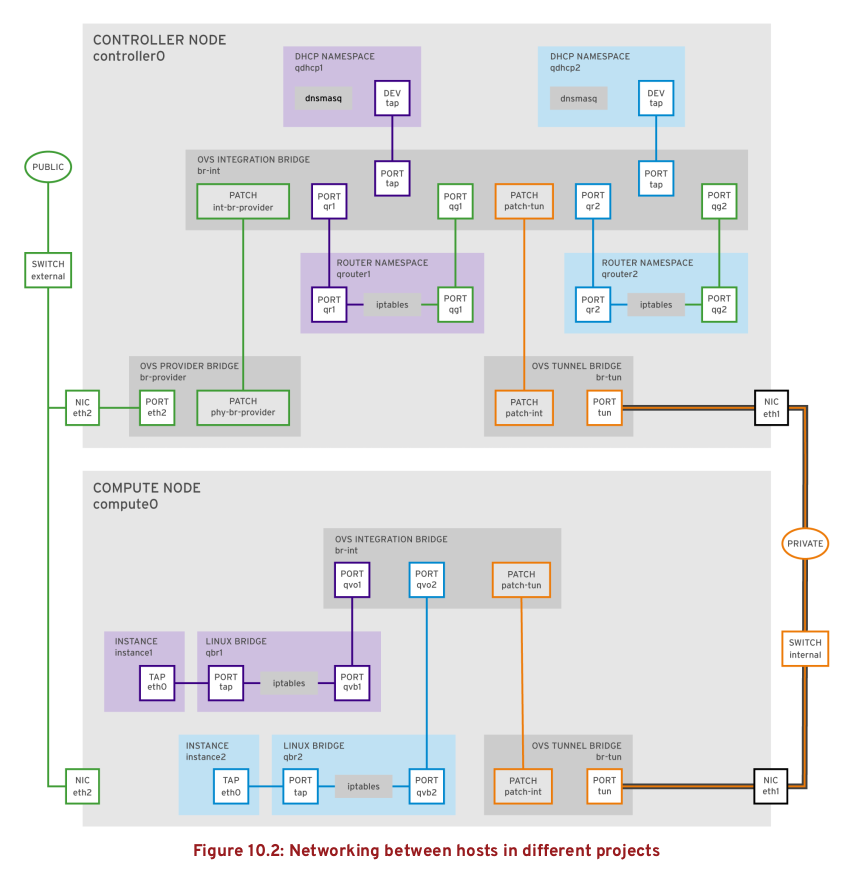 CONTROLLER NODE
controller0
DHCP NAMESPACE
qdhcp1
dnsmasq
DEV
tap
DHCP NAMESPACE
qdhcp2
dnsmasq
DEV
tap
PUBLIC
SWITCH
external
OVS INTEGRATION BRIDGE
br-int
PATCH
int-br-provider
PORT
qr1
PORT
tap
PORT
qg1
PATCH
patch-tun
PORT
qr2
PORT
tap
PORT
qg2
ROUTER NAMESPACE
qrouter1
PORT
qr1
iptables
PORT
qg1
ROUTER NAMESPACE
qrouter2
PORT
qr2
iptables
PORT
qg2
OVS PROVIDER BRIDGE
br-provider
NIC
eth2
PORT
eth2
PATCH
phy-br-provider
OVS TUNNEL BRIDGE
br-tun
PATCH
patch-int
PORT
tun
NIC
eth1
PRIVATE
SWITCH
internal
COMPUTE NODE
compute0
OVS INTEGRATION BRIDGE
br-int
PORT
qvo1
PORT
qvo2
PATCH
patch-tun
INSTANCE
instance1
TAP
eth0
LINUX BRIDGE
qbr1
PORT
tap
iptables
PORT
qvb1
INSTANCE
instance2
TAP
eth0
LINUX BRIDGE
qbr2
PORT
tap
iptables
PORT
qvb2
OVS TUNNEL BRIDGE
br-tun
PATCH
patch-int
PORT
tun
NIC
eth2
NIC
eth1
Figure 10.2: Networking between hosts in different projects